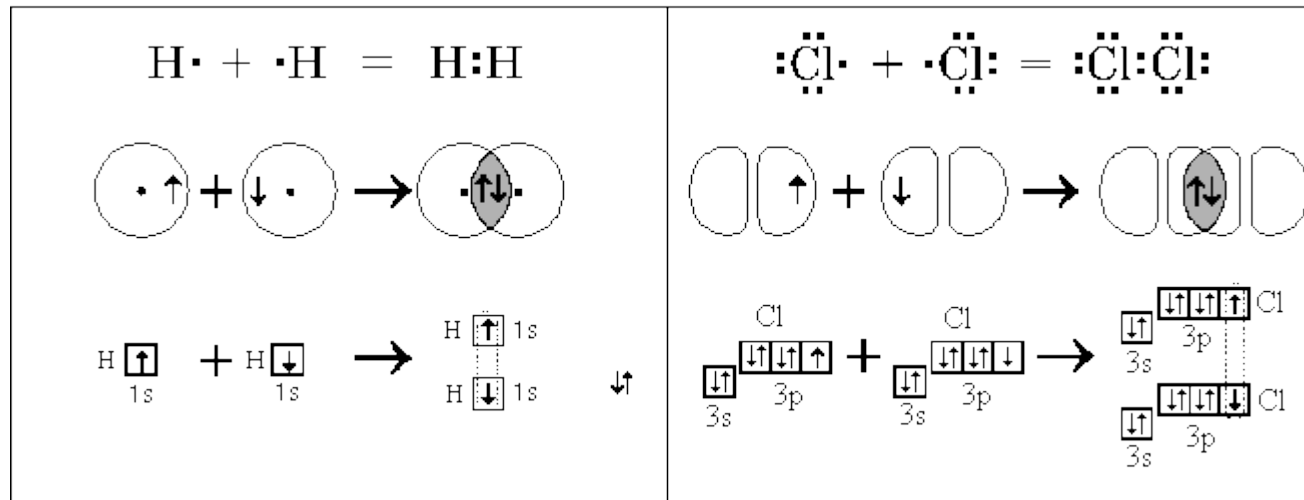 H· + ·H = H:H
:C̈l· + ·C̈l: = :C̈l:C̈l:
+ →
↑ ↓ ↑↓
+ →
↑ ↓ ↑↓
H ↑ + H ↓ → H ↑ 1s
1s 1s H ↓ 1s
↓↑
Cl Cl Cl
↓↑ ↓↑ ↑ + ↓↑ ↓↑ ↓ → ↓↑ ↓↑ ↑
↓↑ ↓↑ ↓↑
3s 3p 3s 3p 3s 3p
↓↑ ↓↑ ↓ Cl
↓↑ 3p
3s